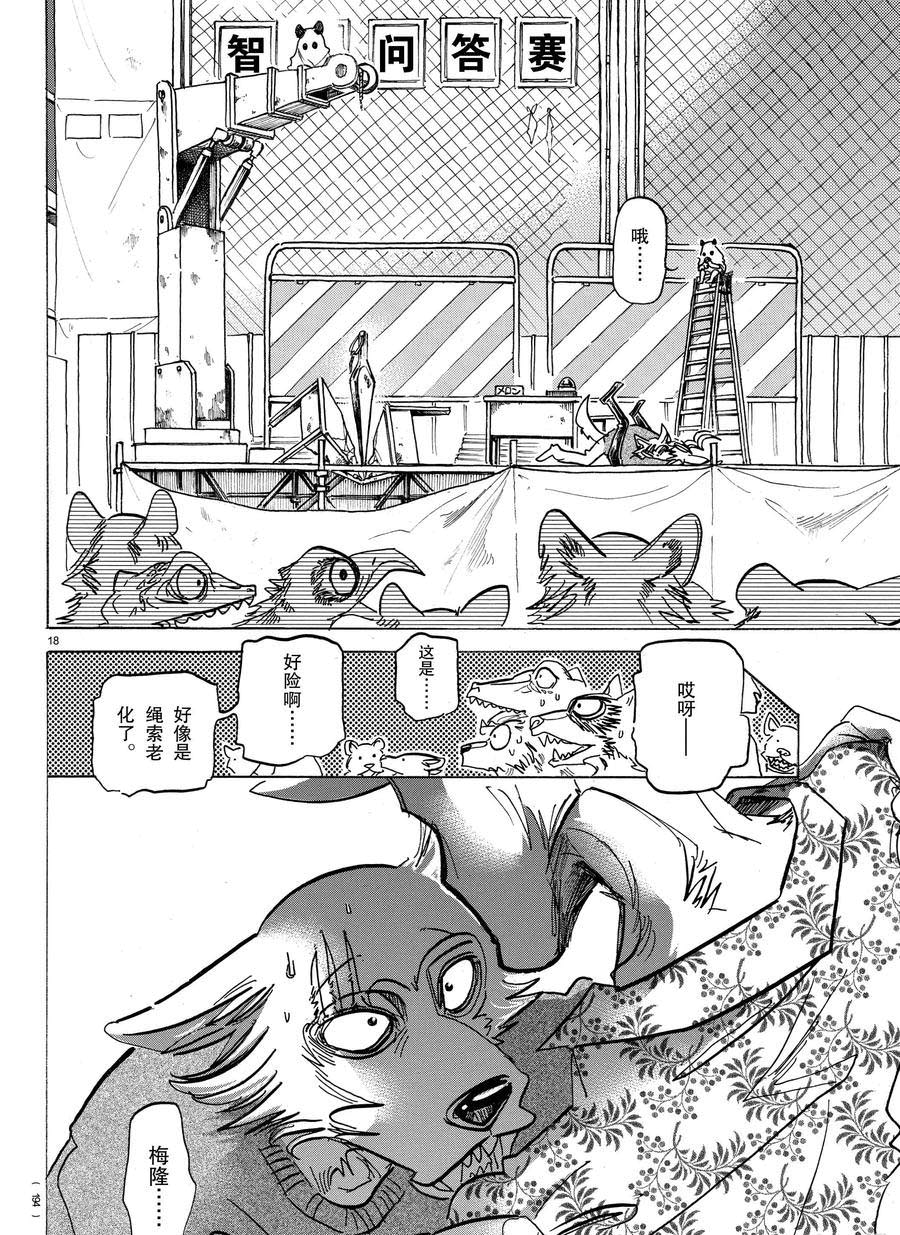 智 问答赛
哦……
メロン
18
哎呀——
这是……
好险啊……
好像是
绳索老
化了。
梅隆……
( 194 )